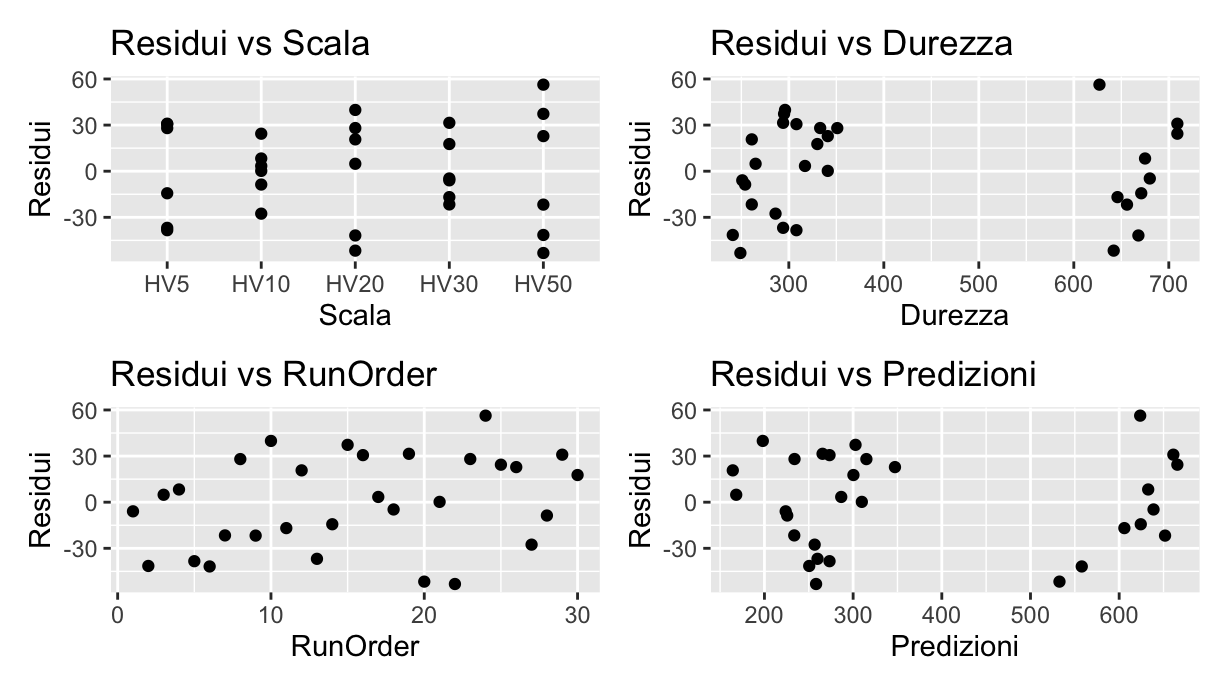 Residui vs Scala
Residui
60
30
0
-30
HV5 HV10 HV20 HV30 HV50
Scala
Residui vs Durezza
Residui
60
30
0
-30
300 400 500 600 700
Durezza
Residui vs RunOrder
Residui
60
30
0
-30
0 10 20 30
RunOrder
Residui vs Predizioni
Residui
60
30
0
-30
200 300 400 500 600
Predizioni